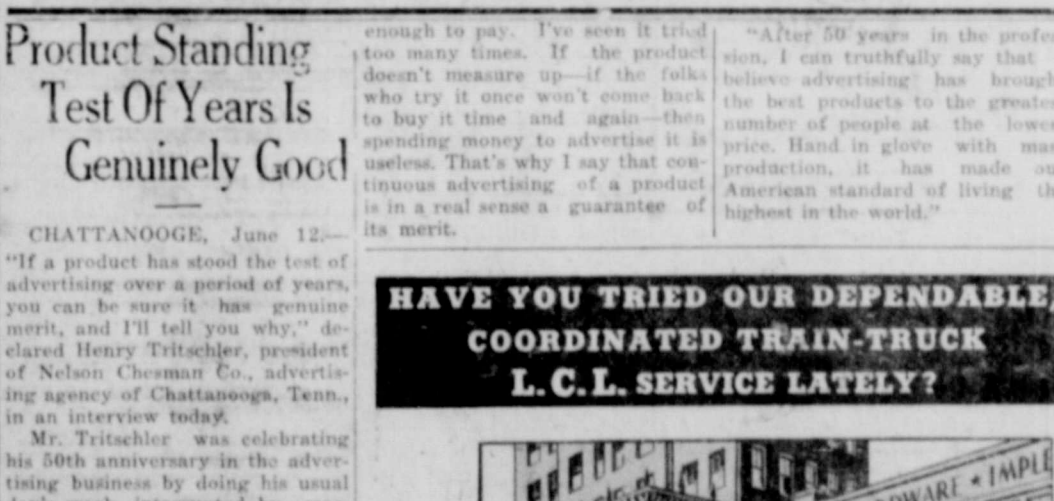 Product Standing
Test Of Years Is
Genuinely Good
CHATTANOOGE, June 12.—
"If a product has stood the test of
advertising over a period of years,
you can be sure it has genuine
merit, and I'll tell you why," de-
clared Henry Tritschler, president
of Nelson Chesman Co., advertis-
ing agency of Chattanooga, Tenn.,
in an interview today.
Mr. Tritschler was celebrating
his 50th anniversary in the adver-
tising business by doing his usual
enough to pay. I've seen it tried
too many times. If the product
doesn't measure up—if the folks
who try it once won't come back
to buy it time and again—then
spending money to advertise it is
useless. That's why I say that con-
tinuous advertising of a product
is in a real sense a guarantee of
its merit.
"After 50 years in the profes
sion, I can truthfully say that
believe advertising has brough
the best products to the greates
number of people at the lowes
price. Hand in glove with mas
production, it has made ou
American standard of living th
highest in the world."
HAVE YOU TRIED OUR DEPENDABLE
COORDINATED TRAIN-TRUCK
L.C.L. SERVICE LATELY?
DWARE ★ IMPLE